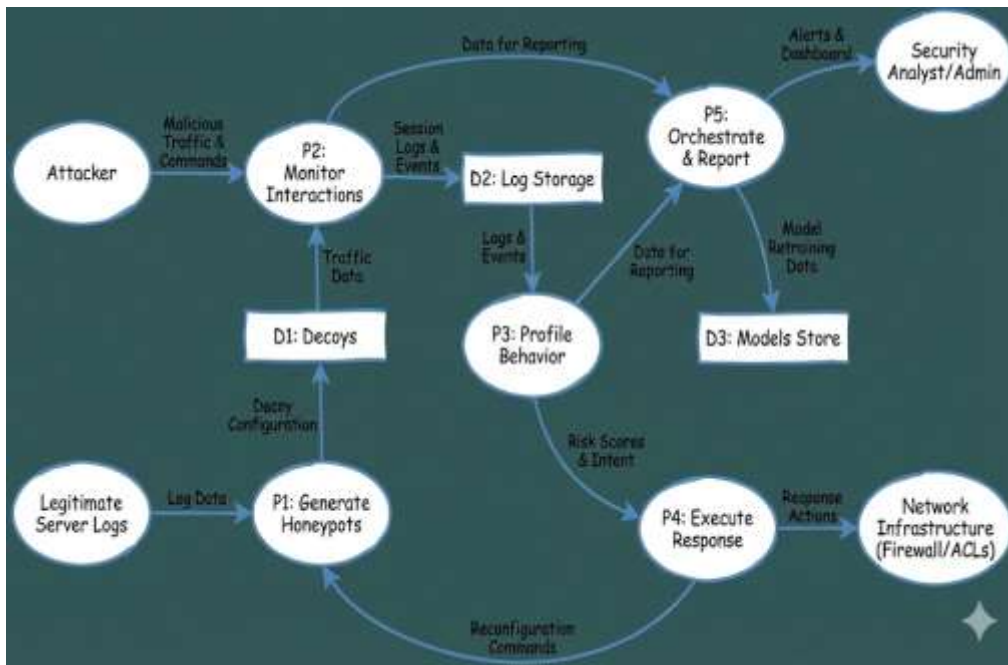 Data for Reporting
Alerts &
Dashboard
Security
Analyst/Admin
Attacker
Malicious
Traffic &
Commands
P2:
Monitor
Interactions
Session
Logs &
Events
D2: Log Storage
P5:
Orchestrate
& Report
Traffic
Data
Logs &
Events
Data for
Reporting
Model
Retraining
Data
D1: Decoys
P3: Profile
Behavior
D3: Models Store
Decoy
Configuration
Risk Scores
& Intent
Legitimate
Server Logs
Log Data
P1: Generate
Honeypots
P4: Execute
Response
Response
Actions
Network
Infrastructure
(Firewall/ACLs)
Reconfiguration
Commands